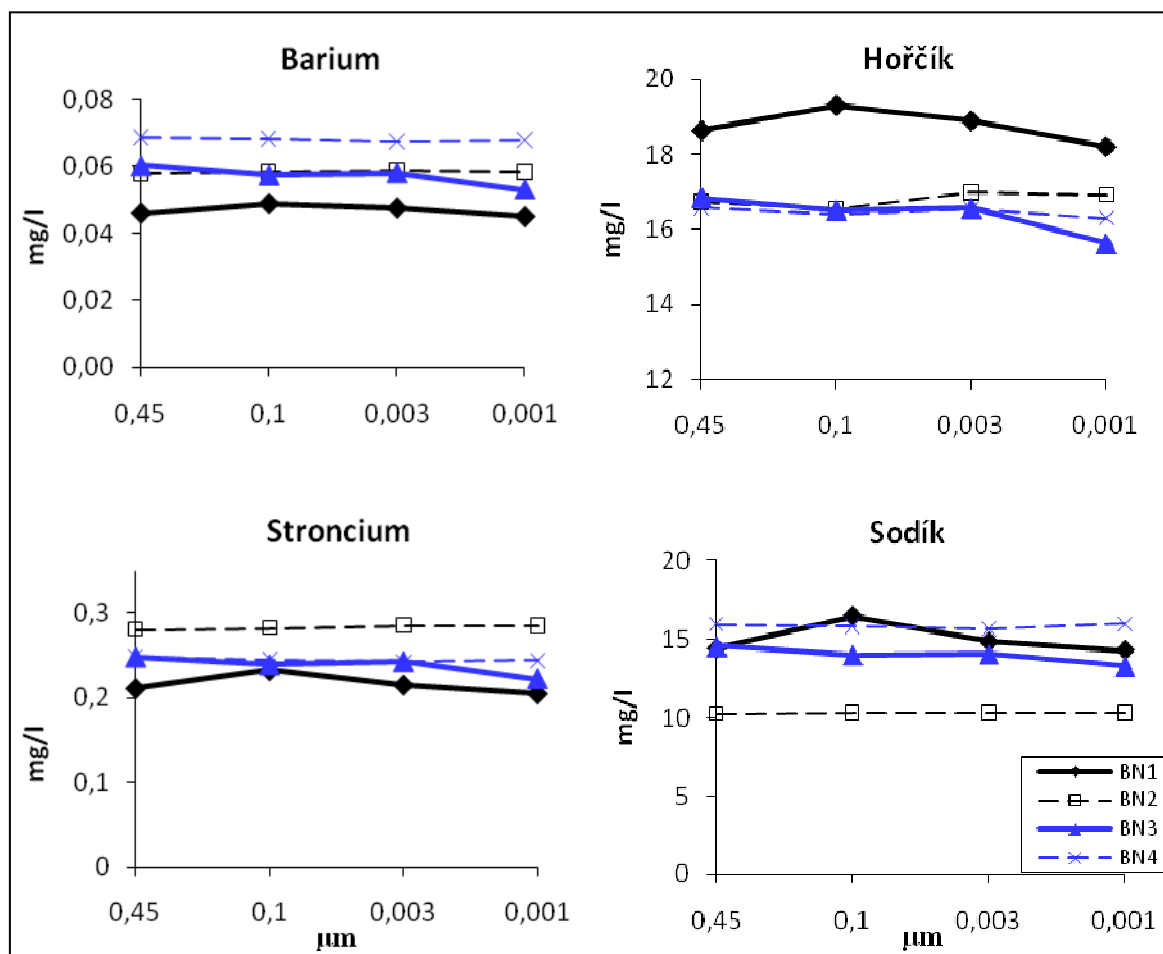 Barium
0,08
0,06
0,04
0,02
0,00
mg/l
0,45 0,1 0,003 0,001
Hořčík
20
18
16
14
12
mg/l
0,45 0,1 0,003 0,001
Stroncium
0,3
0,2
0,1
0
mg/l
0,45 0,1 0,003 0,001
µm
Sodík
20
15
10
5
0
mg/l
0,45 0,1 0,003 0,001
µm
BN1
BN2
BN3
BN4